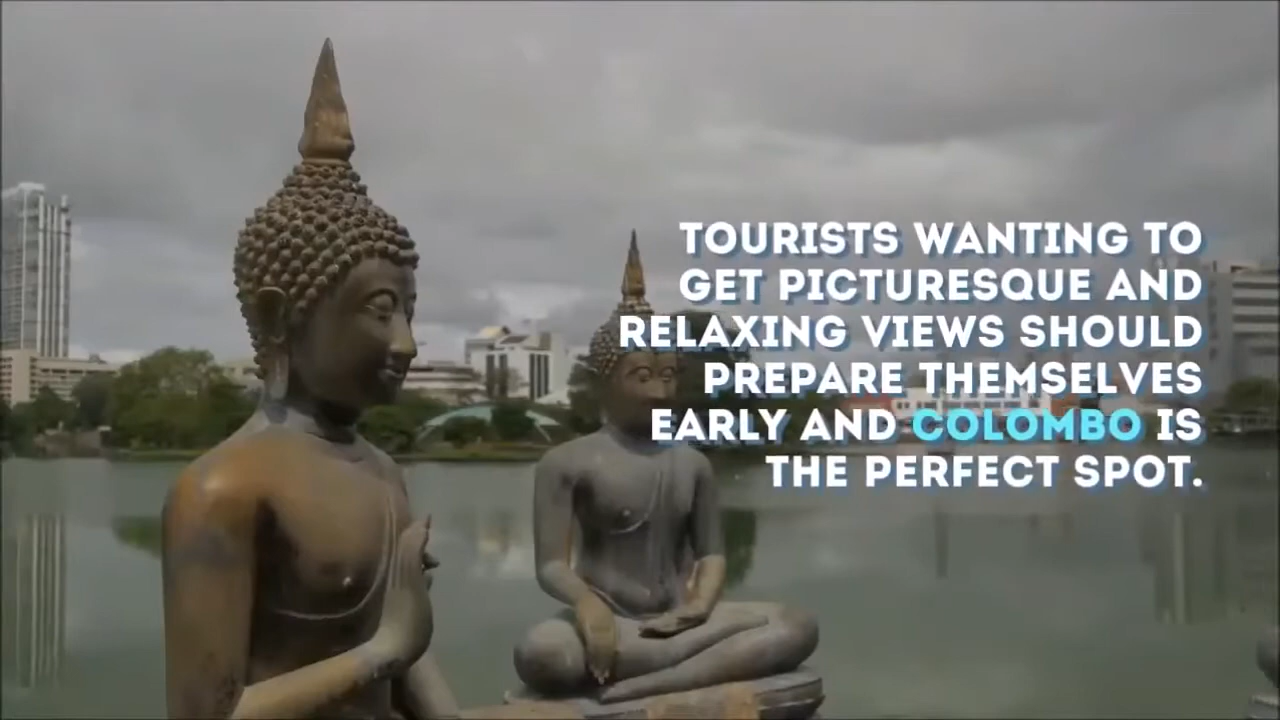 TOURISTS WANTING TO
GET PICTURESQUE AND
RELAXING VIEWS SHOULD
PREPARE THEMSELVES
EARLY AND COLOMBO IS
THE PERFECT SPOT.